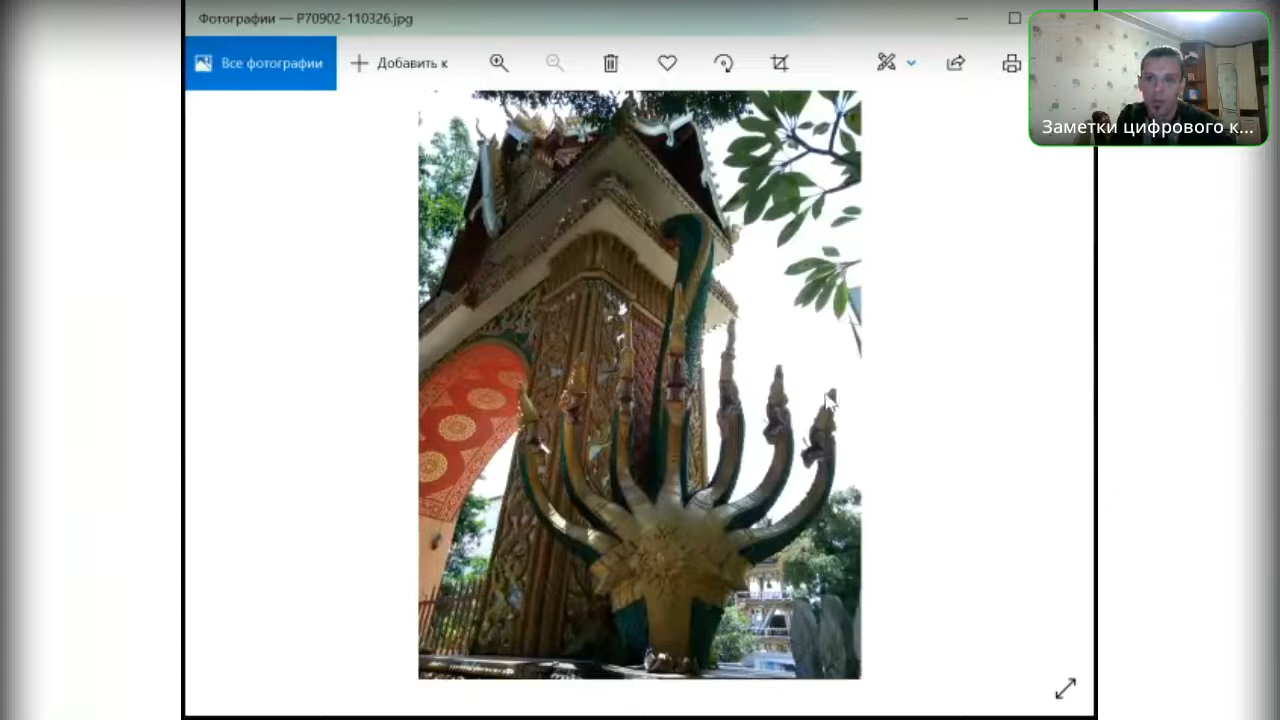 Фотографии — P70902-110326.jpg
Все фотографии
Добавить к
Заметки цифрового к...